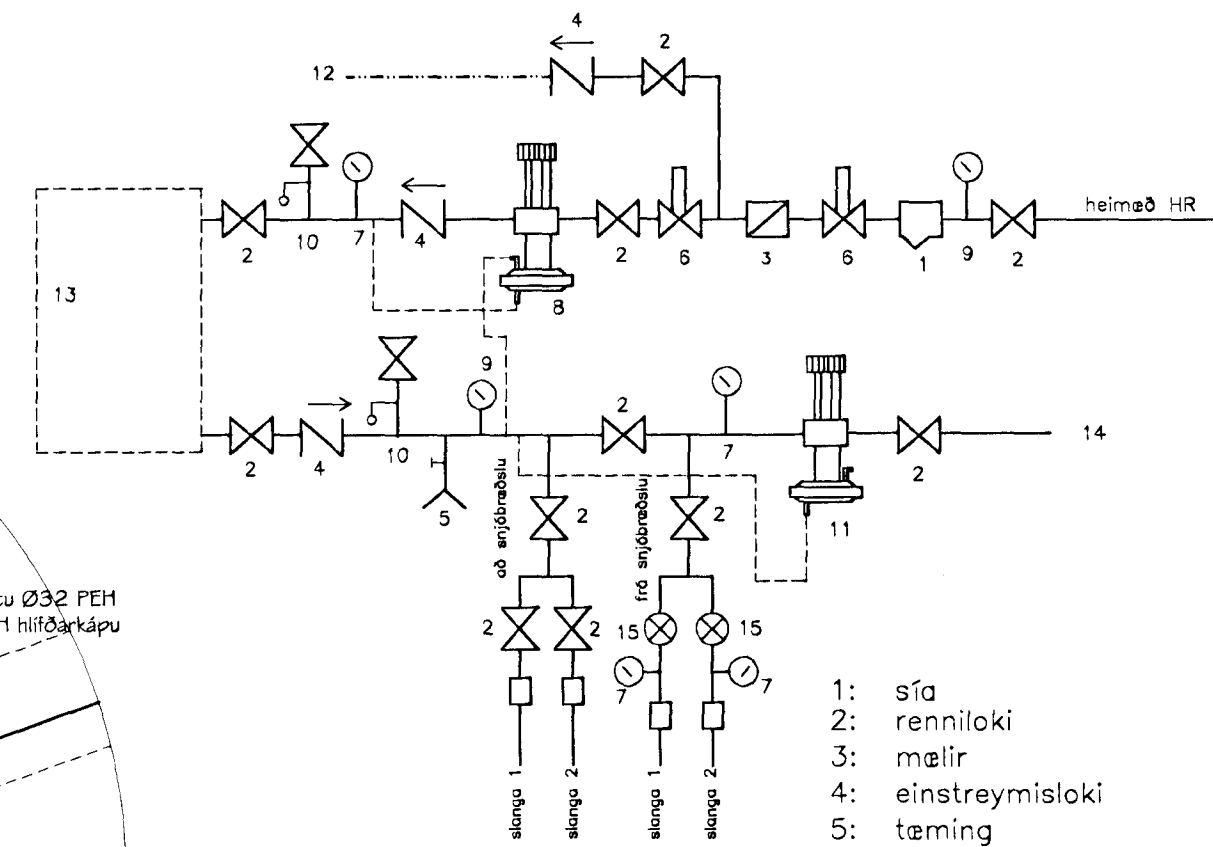 4
2
12
heimæð HR
2
10
7
4
8
2
6
3
6
1
9
2
13
9
2
7
14
2
4
10
5
2
11
að snjóbræðslu
2
frá snjóbræðslu
2
Ø32 PEH
hlífðarkápu
2
2
15
15
7
7
slanga 1
slanga 2
slanga 1
slanga 2
1: sía
2: renniloki
3: mælir
4: einstreymisloki
5: tæming